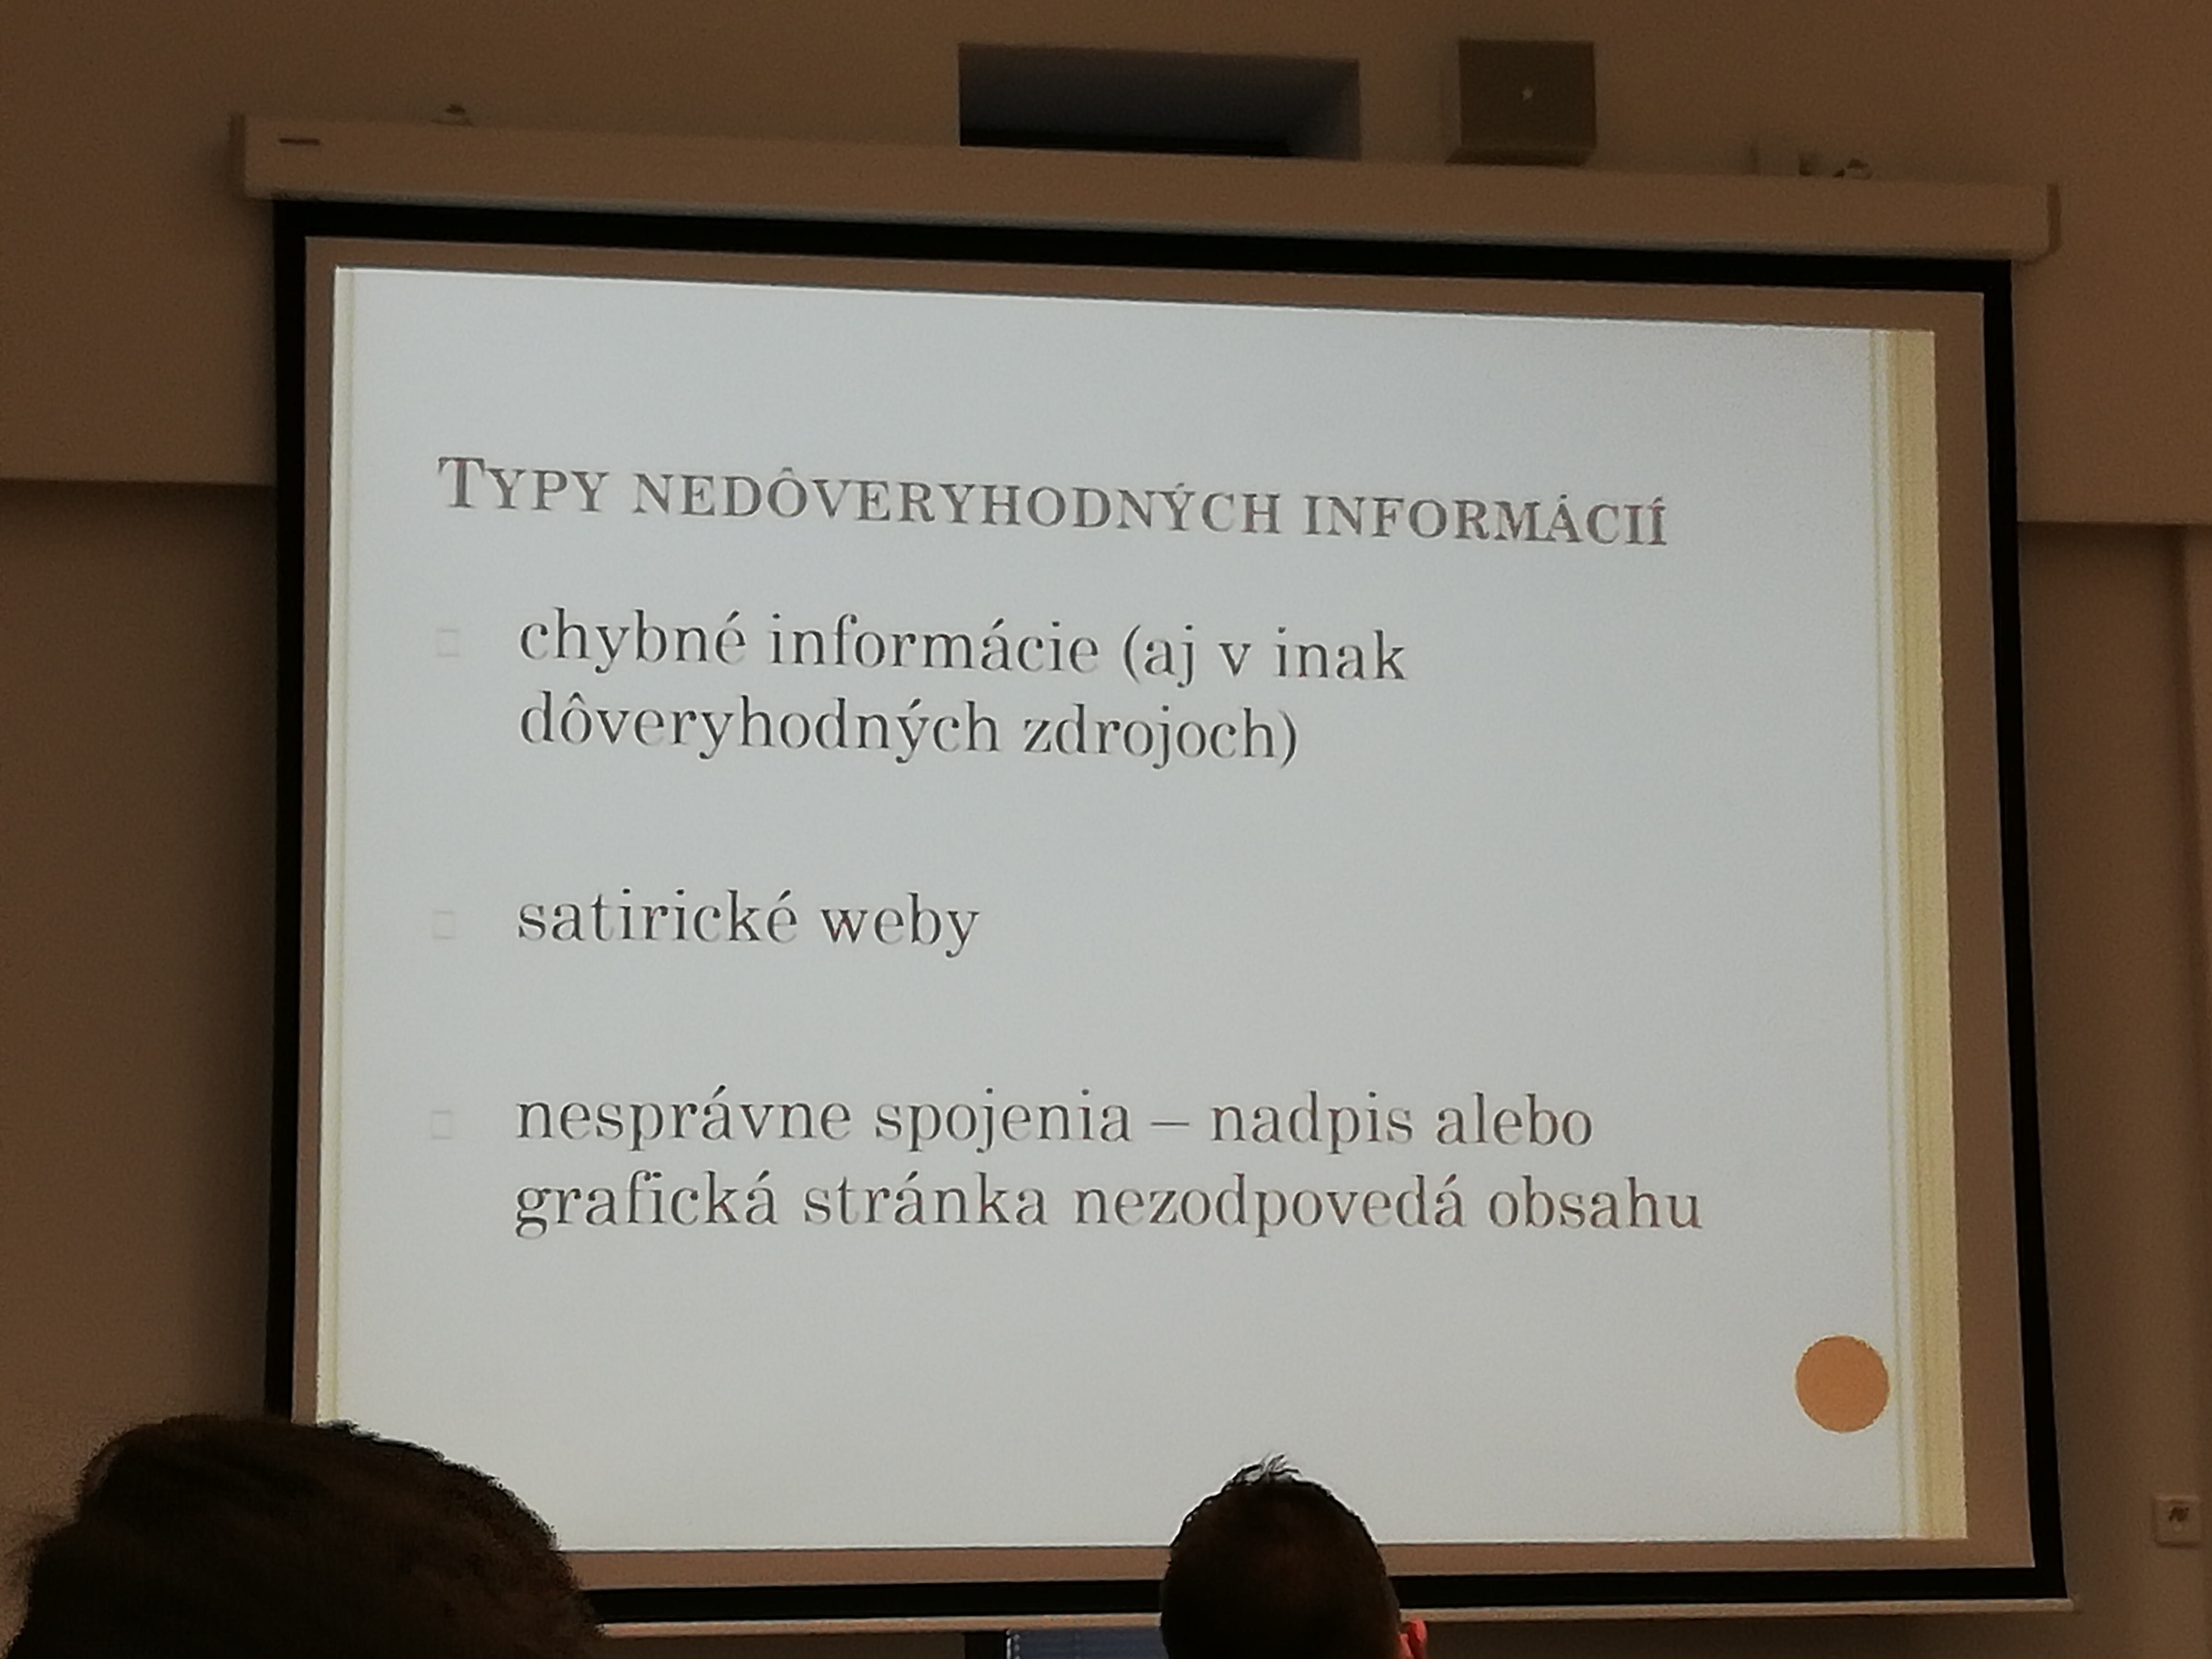 TYPY NEDÔVERYHODNÝCH INFORMÁCIÍ
chybné informácie (aj v inak
dôveryhodných zdrojoch)
satirické weby
nesprávne spojenia – nadpis alebo
grafická stránka nezodpovedá obsahu